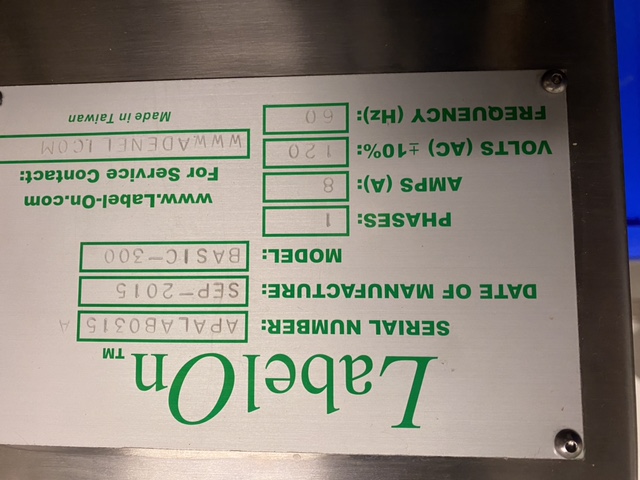 LabelOn™
SERIAL NUMBER: APALAB0315 A
DATE OF MANUFACTURE: SEP-2015
MODEL: BASIC-300
PHASES: 1
AMPS (A): 8
VOLTS (AC) ±10%: 120
FREQUENCY (Hz): 60
www.Label-On.com
For Service Contact:
WWW.ADENELI.COM
Made in Taiwan